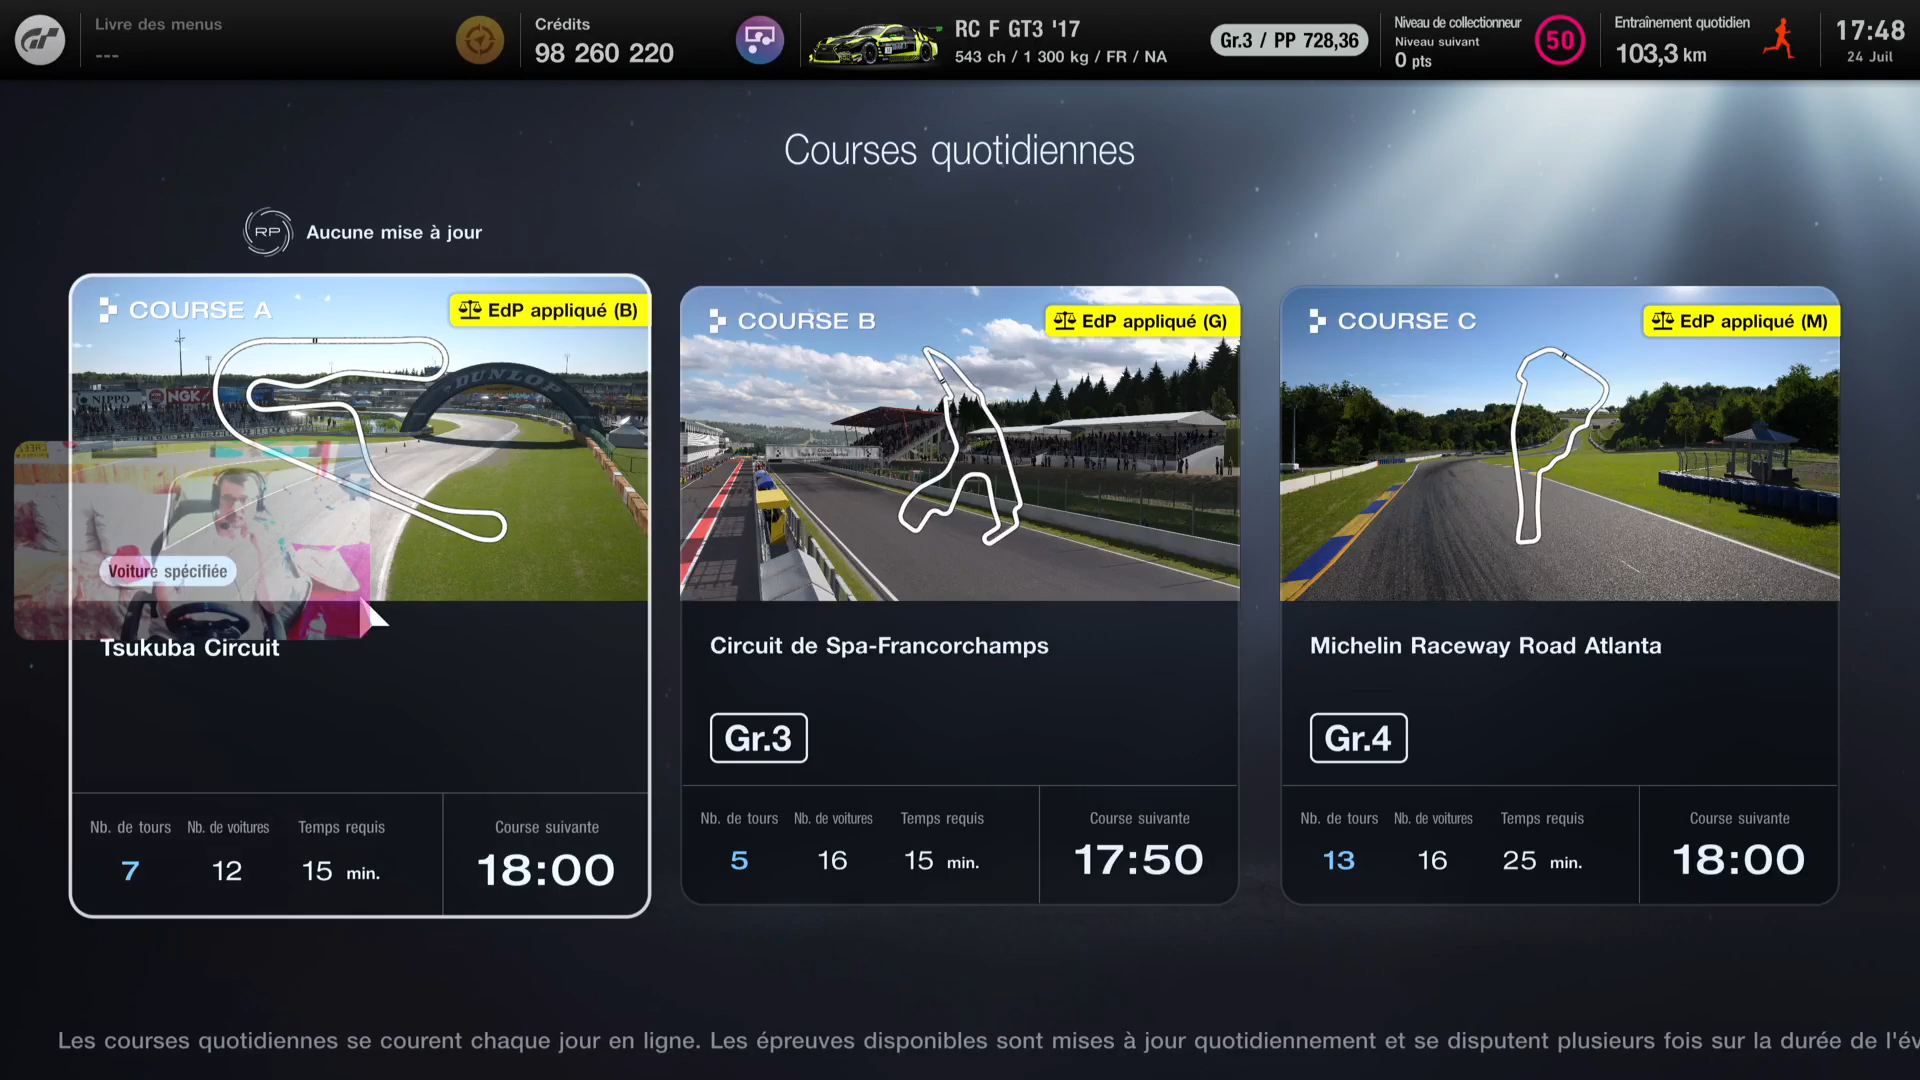 Livre des menus
---
Crédits
98 260 220
RC F GT3 '17
543 ch / 1 300 kg / FR / NA
Gr.3 / PP 728,36
Niveau de collectionneur
Niveau suivant
0 pts
50
Entraînement quotidien
103,3 km
17:48
24 Juil
Courses quotidiennes
RP
Aucune mise à jour
COURSE A
EdP appliqué (B)
DUNLOP
NIPPO
NGK
Voiture spécifiée
Tsukuba Circuit
Nb. de tours
Nb. de voitures
Temps requis
Course suivante
7
12
15 min.
18:00
COURSE B
EdP appliqué (G)
Circuit de Spa-Francorchamps
Gr.3
Nb. de tours
Nb. de voitures
Temps requis
Course suivante
5
16
15 min.
17:50
COURSE C
EdP appliqué (M)
Michelin Raceway Road Atlanta
Gr.4
Nb. de tours
Nb. de voitures
Temps requis
Course suivante
13
16
25 min.
18:00
Les courses quotidiennes se courent chaque jour en ligne. Les épreuves disponibles sont mises à jour quotidiennement et se disputent plusieurs fois sur la durée de l'év